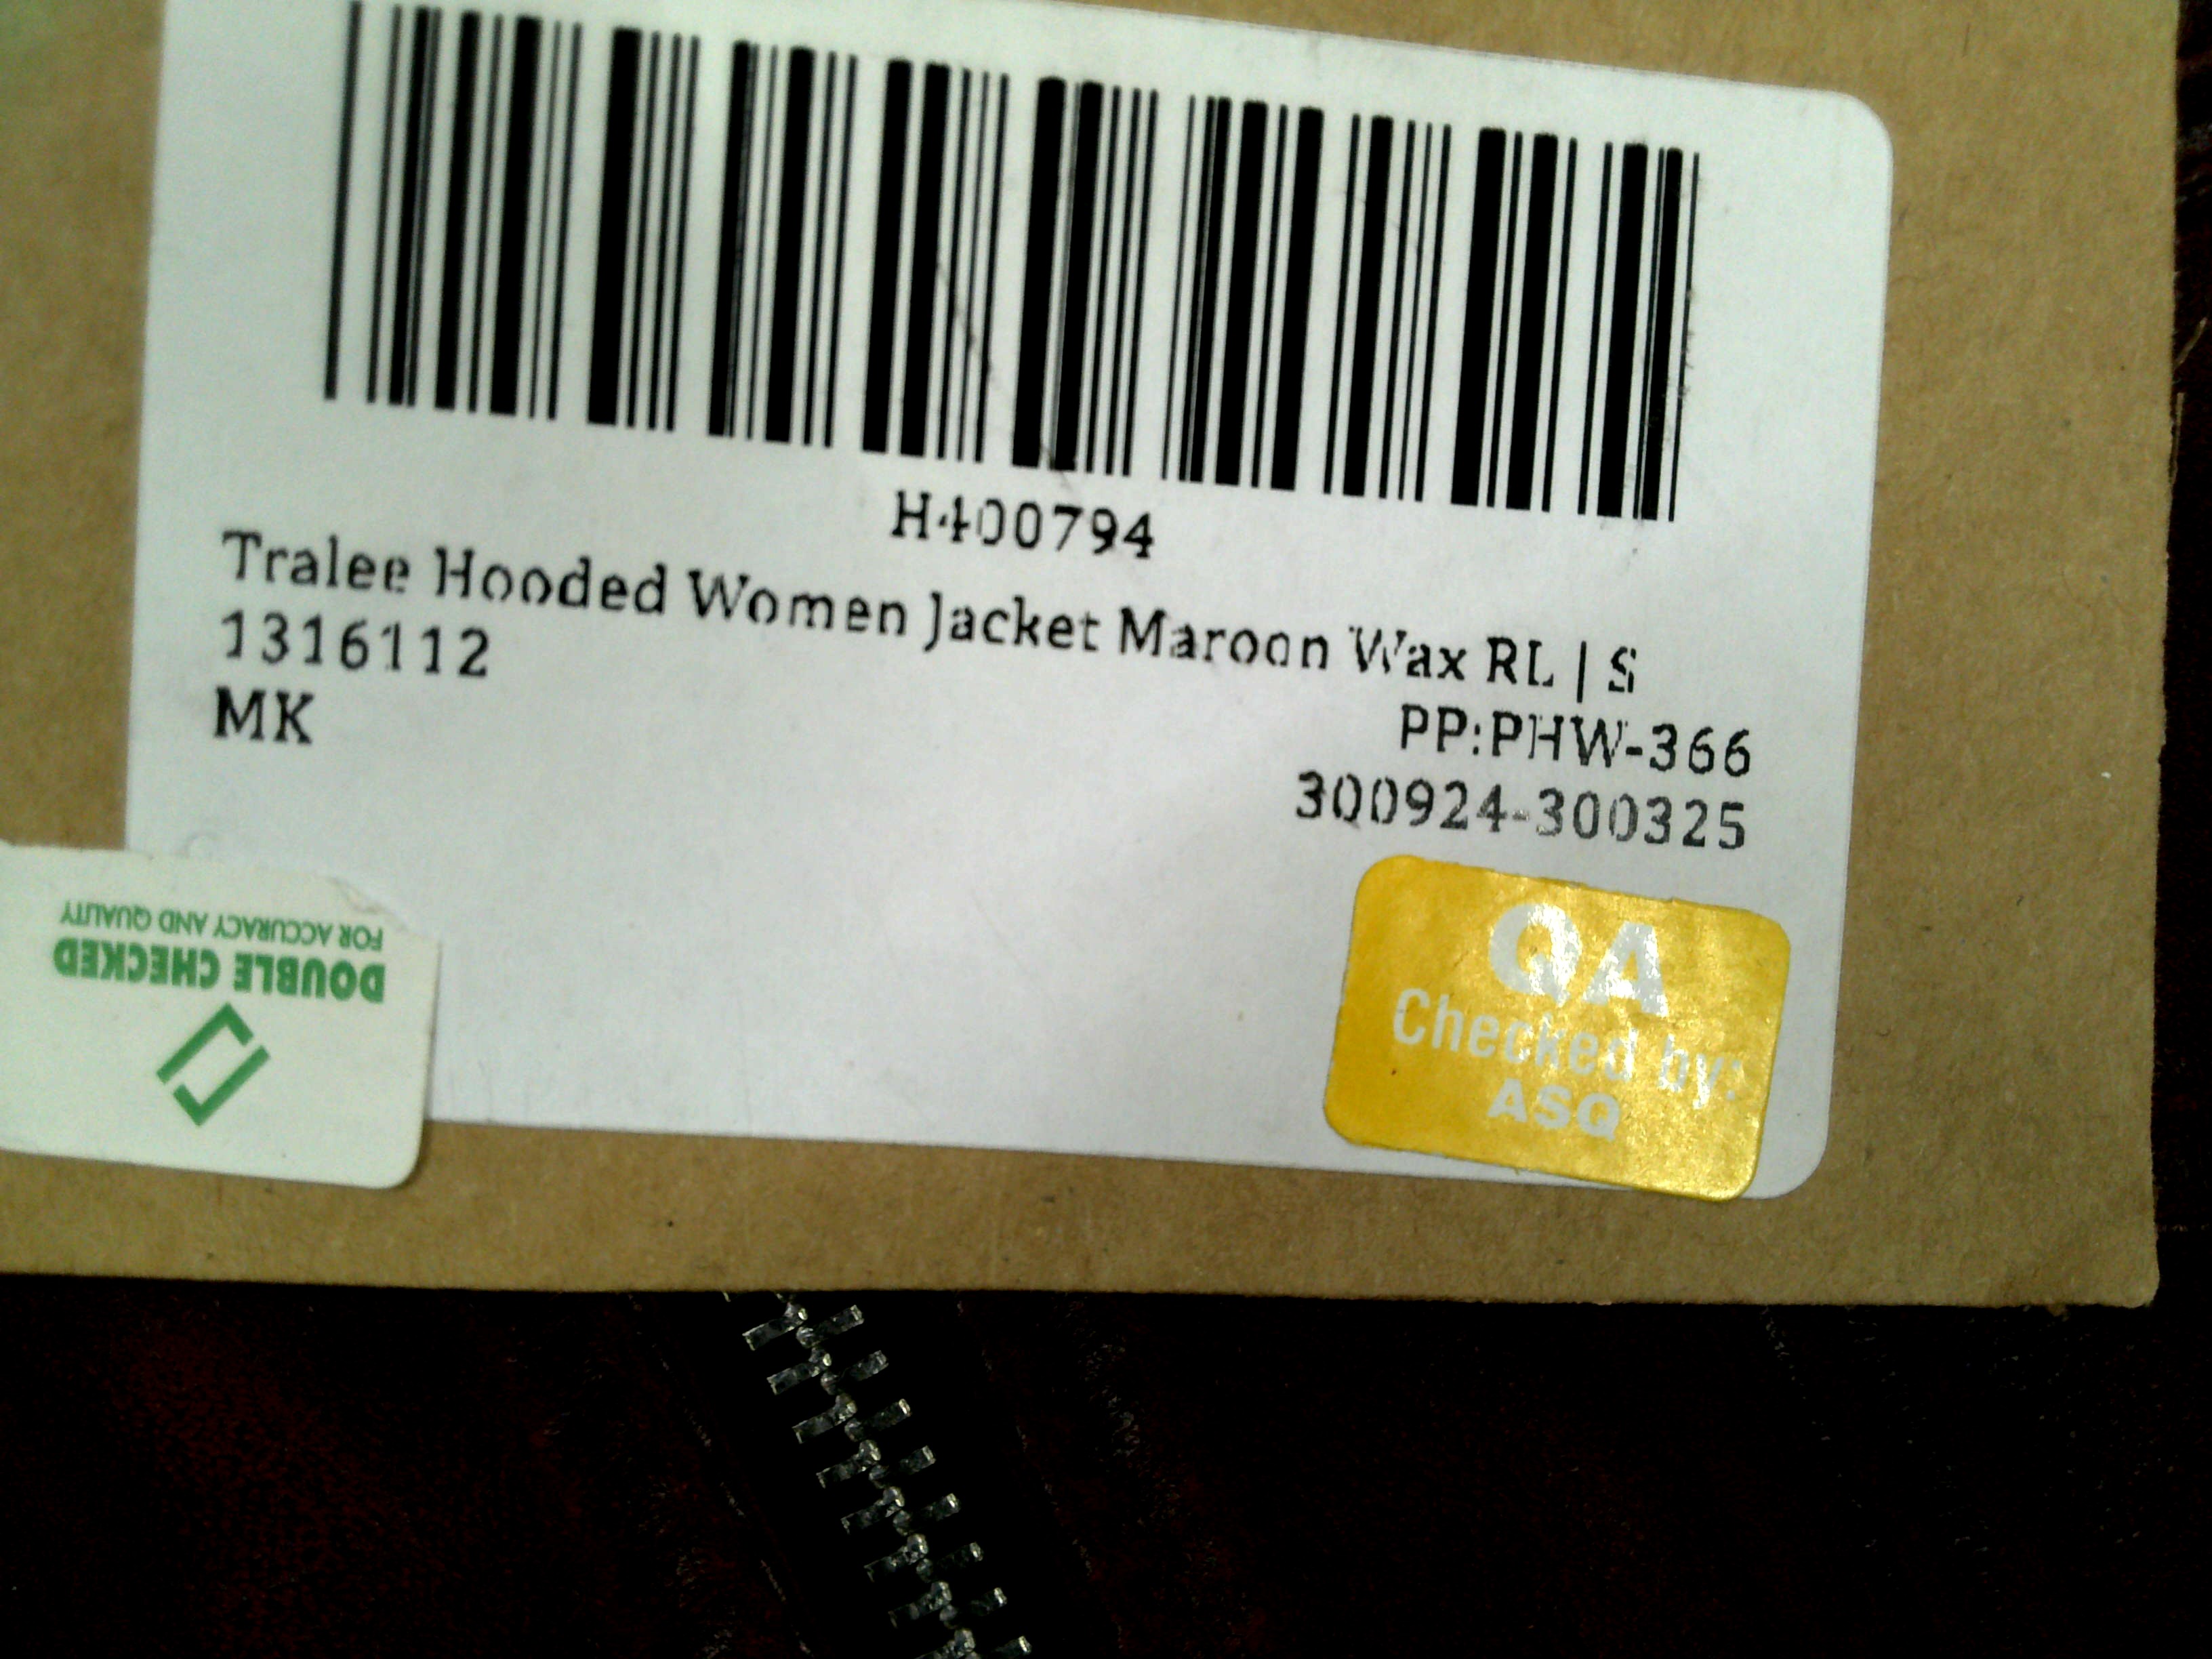 H400794
Tralee Hooded Women Jacket Maroon Wax RL | S
1316112
MK
PP:PHW-366
300924-300325
QA
Checked by:
ASQ
DOUBLE CHECKED
FOR ACCURACY AND QUALITY